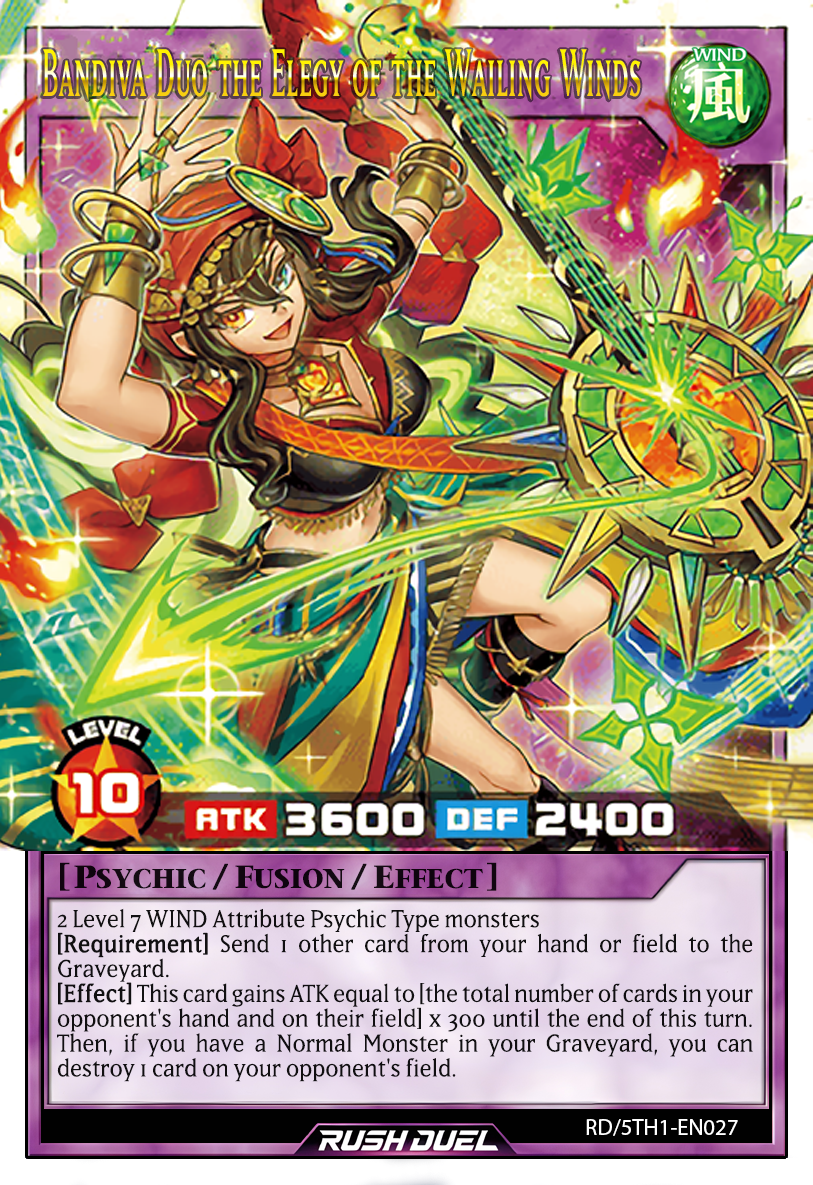 Bandiva Duo the Elegy of the Wailing Winds
WIND
風
LEVEL
10
ATK 3600 DEF 2400
[ Psychic / Fusion / Effect ]
2 Level 7 WIND Attribute Psychic Type monsters
[Requirement] Send 1 other card from your hand or field to the
Graveyard.
[Effect] This card gains ATK equal to [the total number of cards in your
opponent's hand and on their field] x 300 until the end of this turn.
Then, if you have a Normal Monster in your Graveyard, you can
destroy 1 card on your opponent's field.
RD/5TH1-EN027
RUSH DUEL